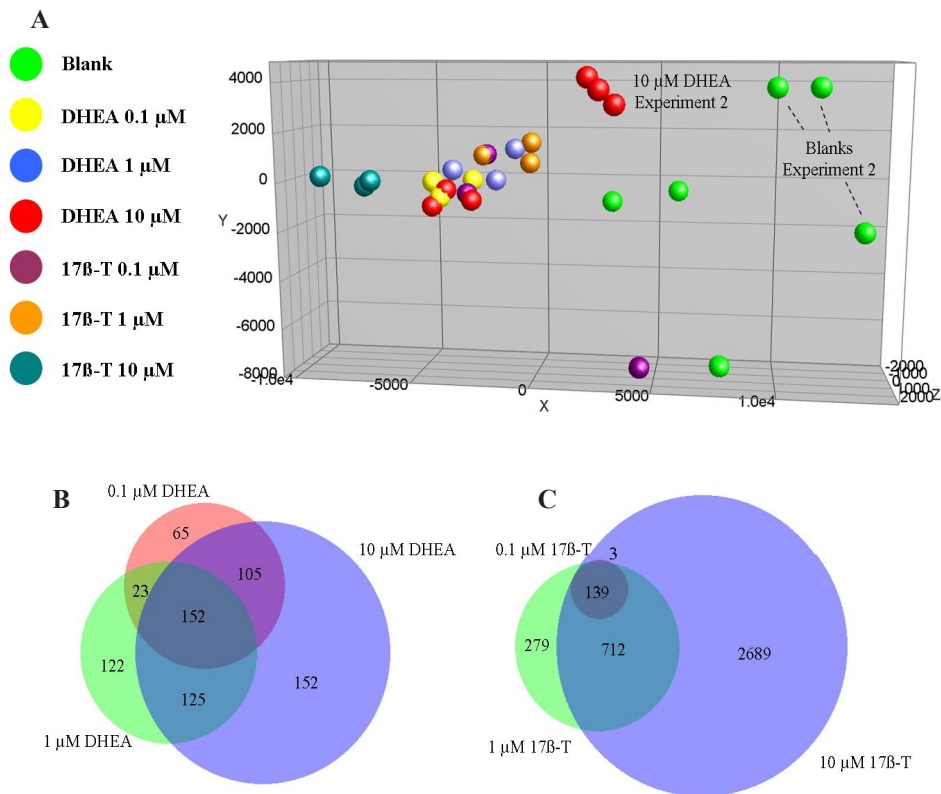 A
Blank
DHEA 0.1 µM
DHEA 1 µM
DHEA 10 µM
17ß-T 0.1 µM
17ß-T 1 µM
17ß-T 10 µM
4000
2000
0
Y
-2000
-4000
-6000
-8000
-1.0e4
-5000
0
X
5000
1.0e4
-2000
-1000
0
1000
2000
Z
10 µM DHEA
Experiment 2
Blanks
Experiment 2
B
0.1 µM DHEA
65
10 µM DHEA
23
105
152
122
125
152
1 µM DHEA
C
0.1 µM 17ß-T
3
139
279
712
2689
1 µM 17ß-T
10 µM 17ß-T